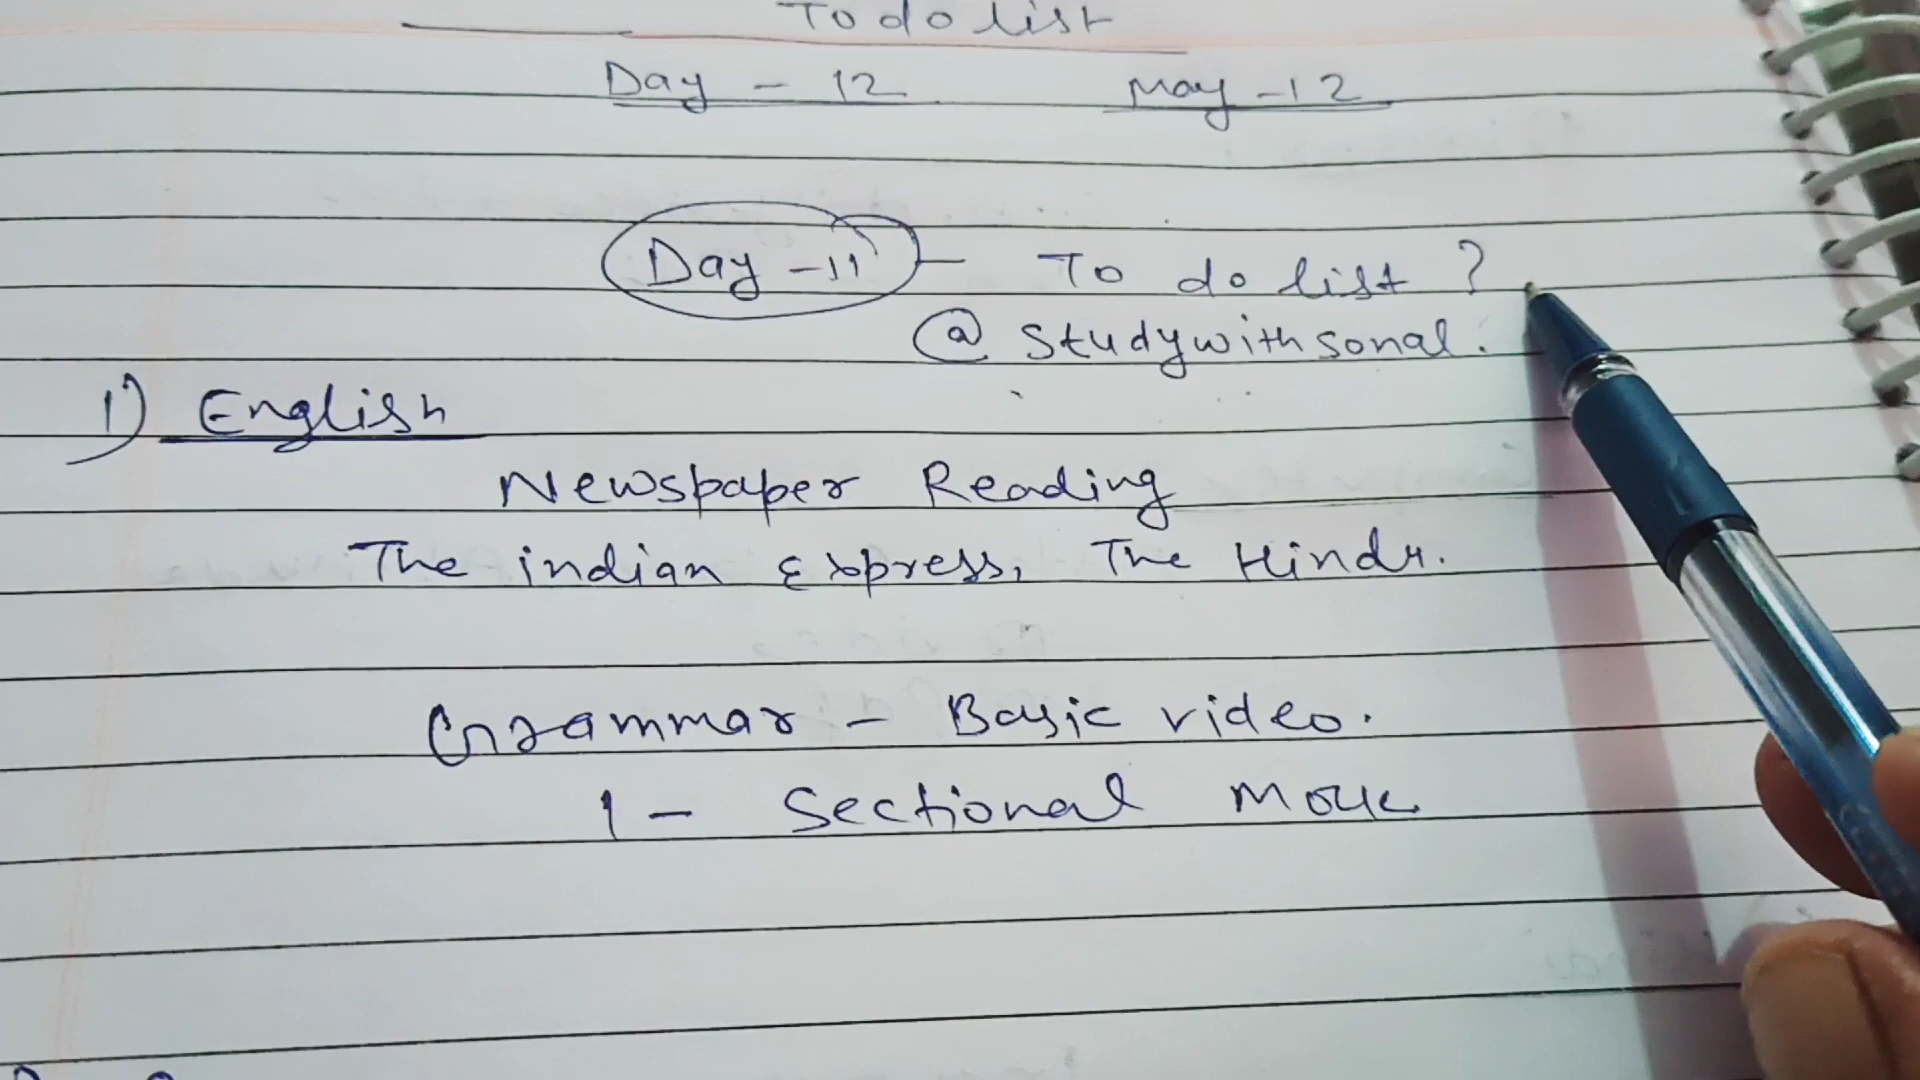 To do list
Day - 12 May - 12
Day - 11 - To do list ?
@ studywithsonal.
1) English
Newspaper Reading
The indian Express, The Hindu.
Grammar - Basic video.
1 - Sectional Mock